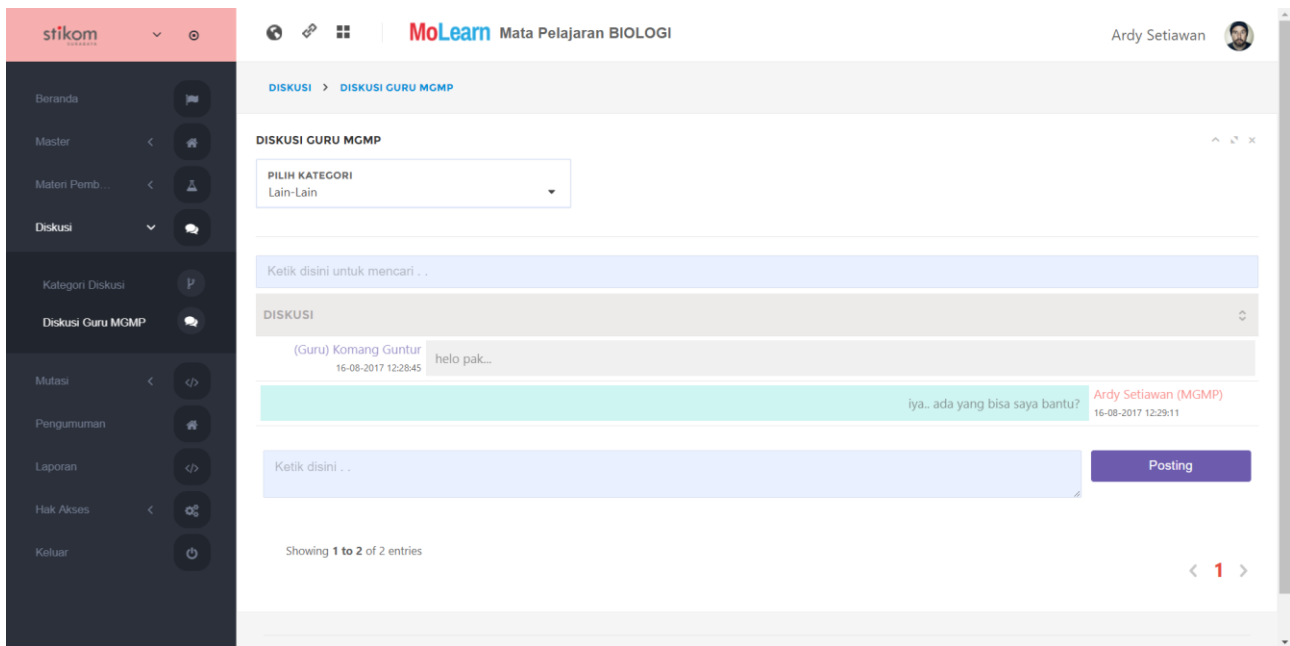 stikom
SURABAYA
MoLearn Mata Pelajaran BIOLOGI
Ardy Setiawan
Beranda
Master
Materi Pemb...
Diskusi
Kategori Diskusi
Diskusi Guru MGMP
Mutasi
Pengumuman
Laporan
Hak Akses
Keluar
DISKUSI > DISKUSI GURU MGMP
DISKUSI GURU MGMP
PILIH KATEGORI
Lain-Lain
Ketik disini untuk mencari . .
DISKUSI
(Guru) Komang Guntur
16-08-2017 12:28:45
helo pak...
iya.. ada yang bisa saya bantu?
Ardy Setiawan (MGMP)
16-08-2017 12:29:11
Ketik disini . .
Posting
Showing 1 to 2 of 2 entries
< 1 >